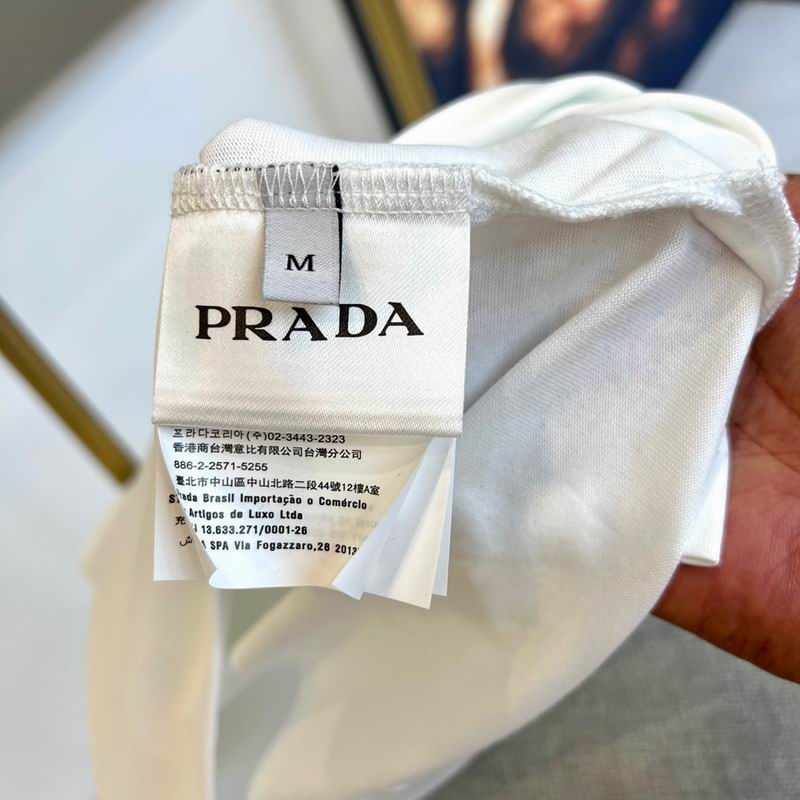 M
PRADA
프라다코리아(주)02-3443-2323
香港商台灣意比有限公司台灣分公司
886-2-2571-5255
臺北市中山區中山北路二段44號12樓A室
ada Brasil Importação o Comércio
Artigos de Luxo Ltda
13.633.271/0001-26
SPA Via Fogazzaro,28 2013